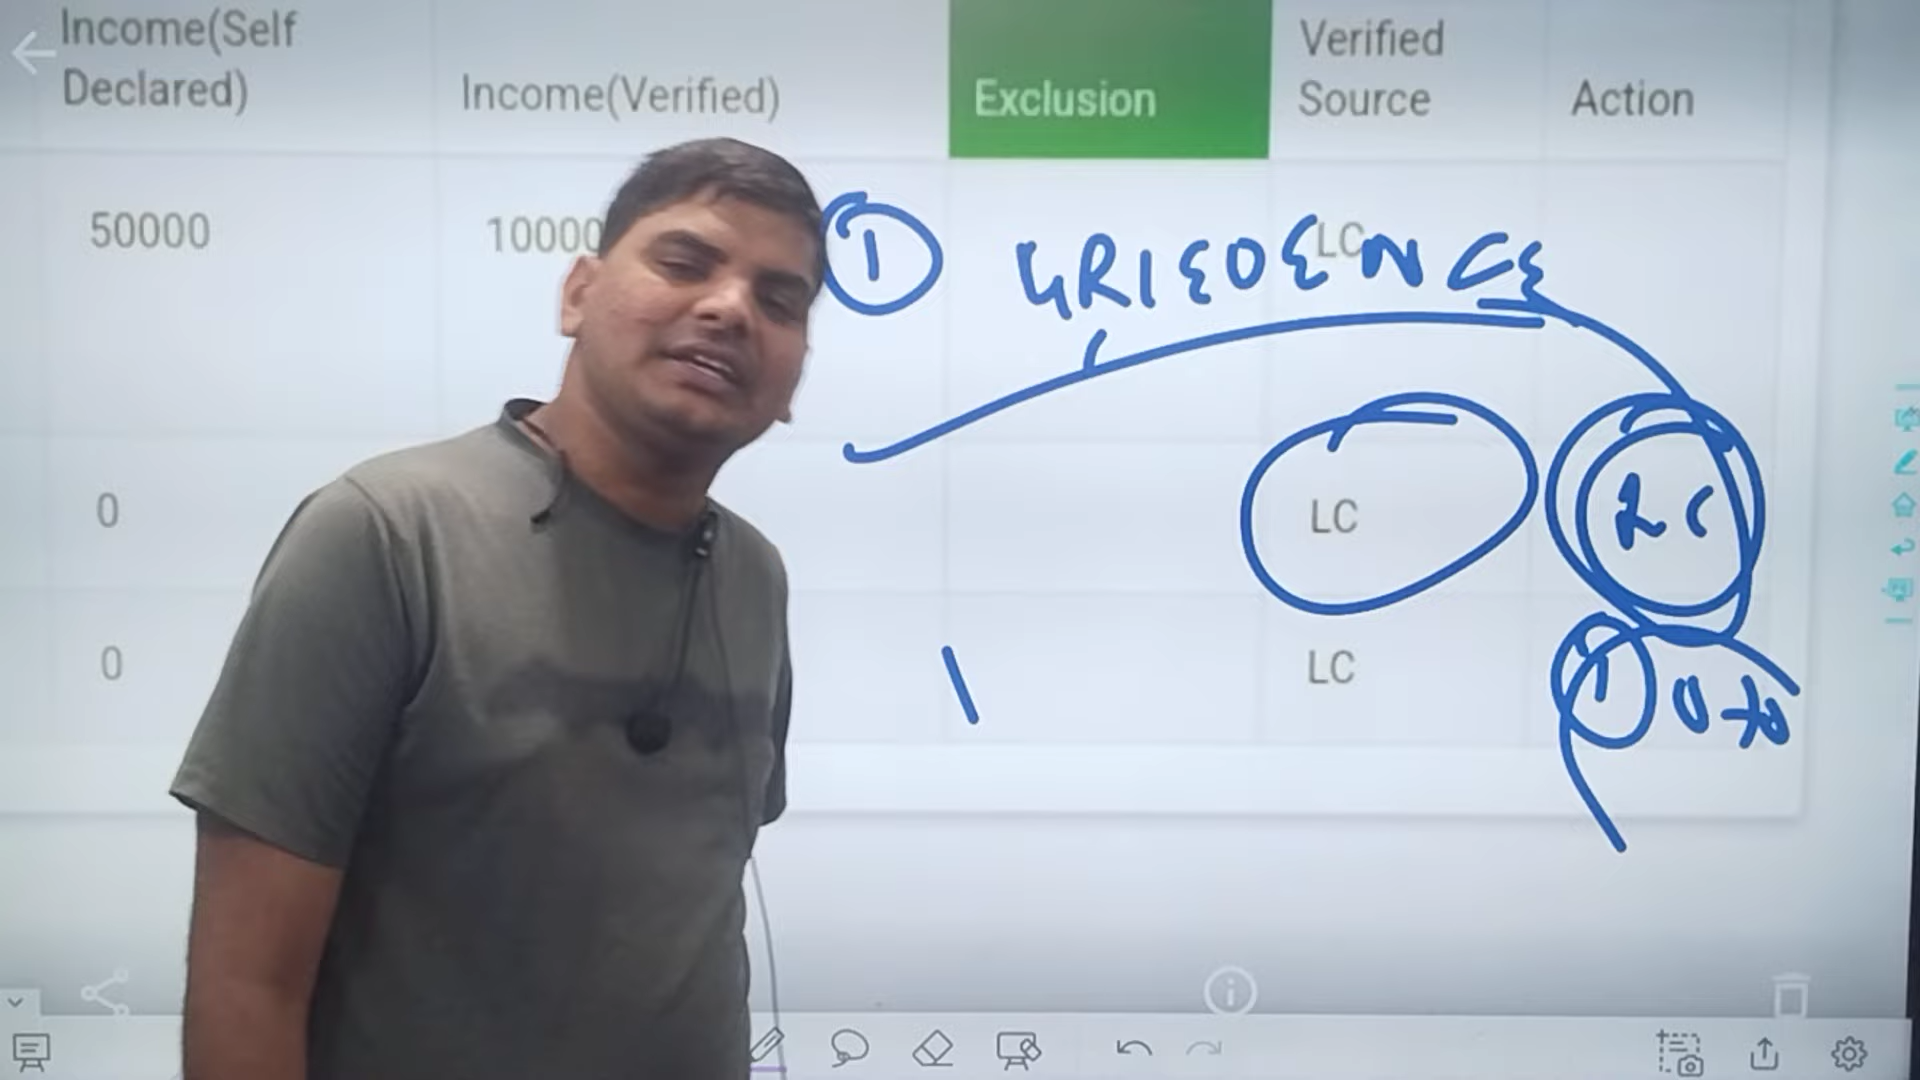 Income(Self Declared) Income(Verified) Exclusion Verified Source Action
50000 10000 LC
① GRIEVENCE
0 LC LC
0 LC
①